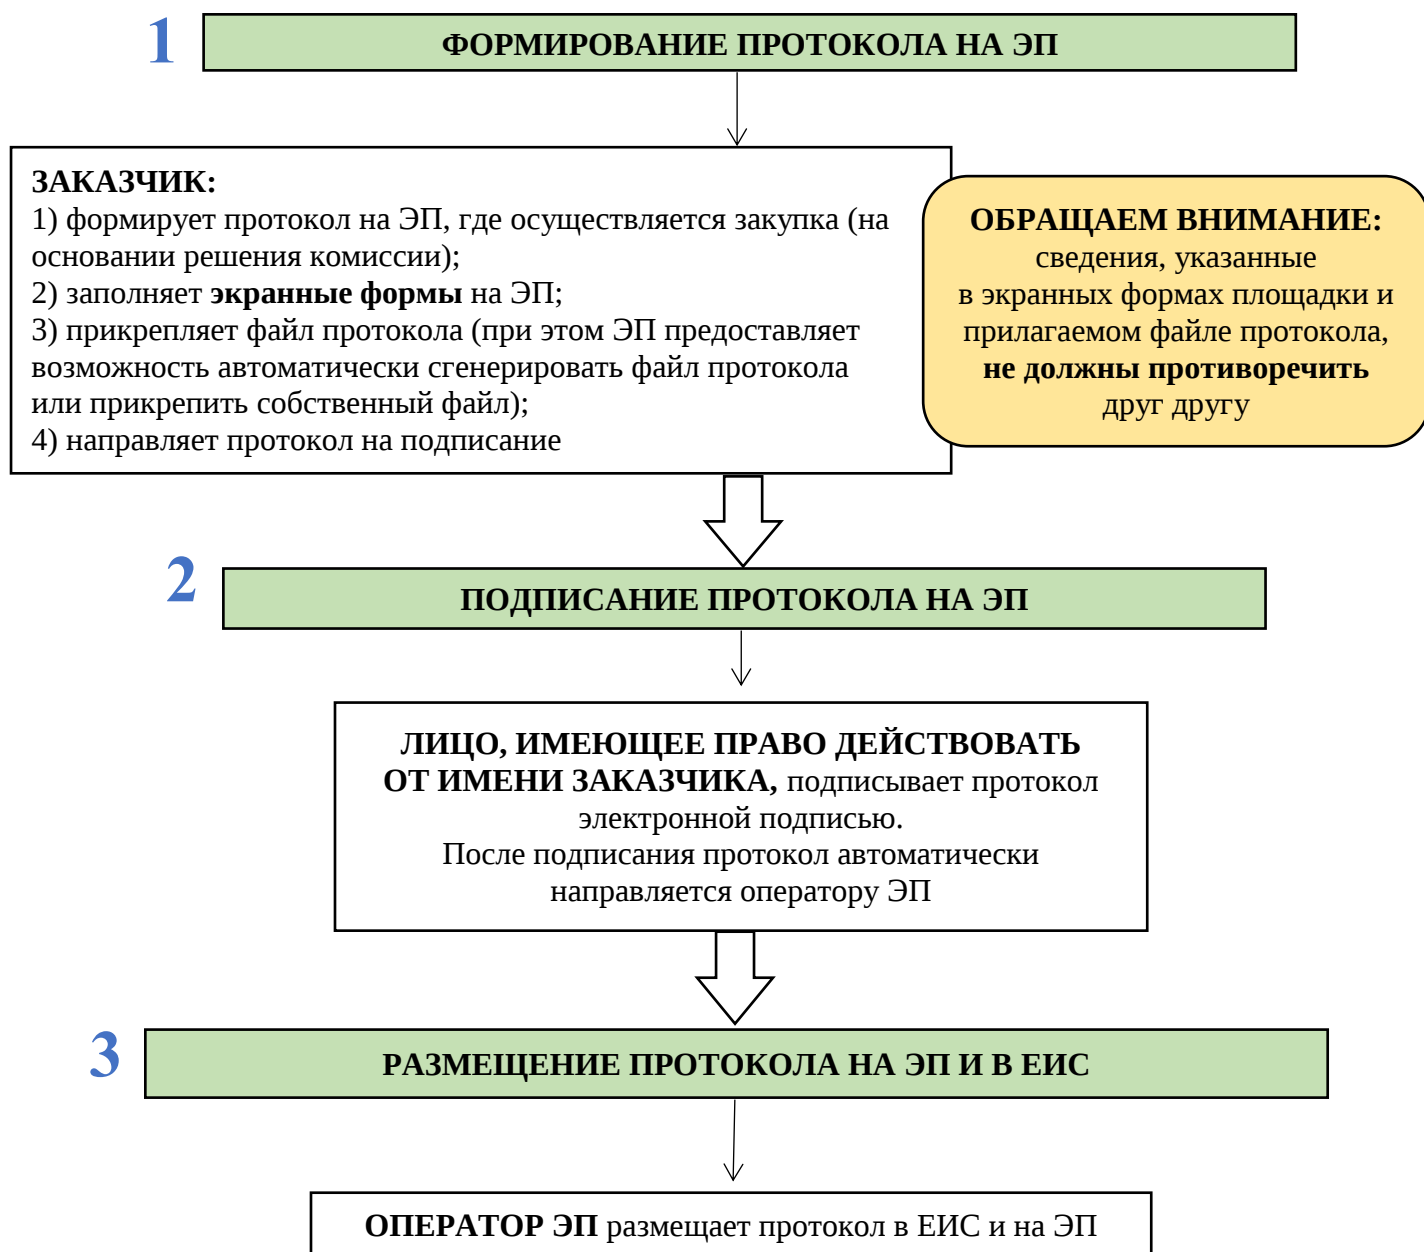 1
ФОРМИРОВАНИЕ ПРОТОКОЛА НА ЭП
ЗАКАЗЧИК:
1) формирует протокол на ЭП, где осуществляется закупка (на
основании решения комиссии);
2) заполняет экранные формы на ЭП;
3) прикрепляет файл протокола (при этом ЭП предоставляет
возможность автоматически сгенерировать файл протокола
или прикрепить собственный файл);
4) направляет протокол на подписание
ОБРАЩАЕМ ВНИМАНИЕ:
сведения, указанные
в экранных формах площадки и
прилагаемом файле протокола,
не должны противоречить
друг другу
2
ПОДПИСАНИЕ ПРОТОКОЛА НА ЭП
ЛИЦО, ИМЕЮЩЕЕ ПРАВО ДЕЙСТВОВАТЬ
ОТ ИМЕНИ ЗАКАЗЧИКА, подписывает протокол
электронной подписью.
После подписания протокол автоматически
направляется оператору ЭП
3
РАЗМЕЩЕНИЕ ПРОТОКОЛА НА ЭП И В ЕИС
ОПЕРАТОР ЭП размещает протокол в ЕИС и на ЭП